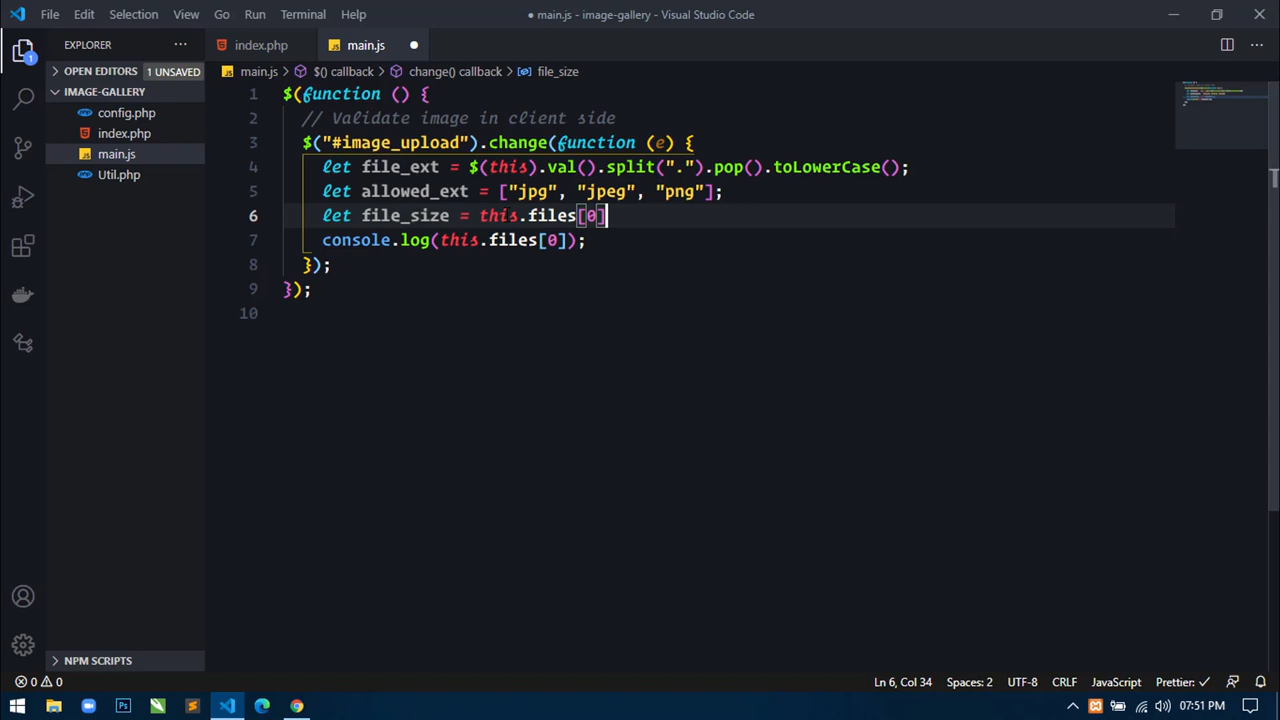 File Edit Selection View Go Run Terminal Help
● main.js - image-gallery - Visual Studio Code
EXPLORER
index.php
main.js
OPEN EDITORS 1 UNSAVED
main.js > $() callback > change() callback > file_size
IMAGE-GALLERY
config.php
index.php
main.js
Util.php
1 $(function () {
2 // Validate image in client side
3 $("#image_upload").change(function (e) {
4 let file_ext = $(this).val().split(".").pop().toLowerCase();
5 let allowed_ext = ["jpg", "jpeg", "png"];
6 let file_size = this.files[0]
7 console.log(this.files[0]);
8 });
9 });
10
1
NPM SCRIPTS
0 0
Ln 6, Col 34 Spaces: 2 UTF-8 CRLF JavaScript Prettier: ✓
Ps
07:51 PM